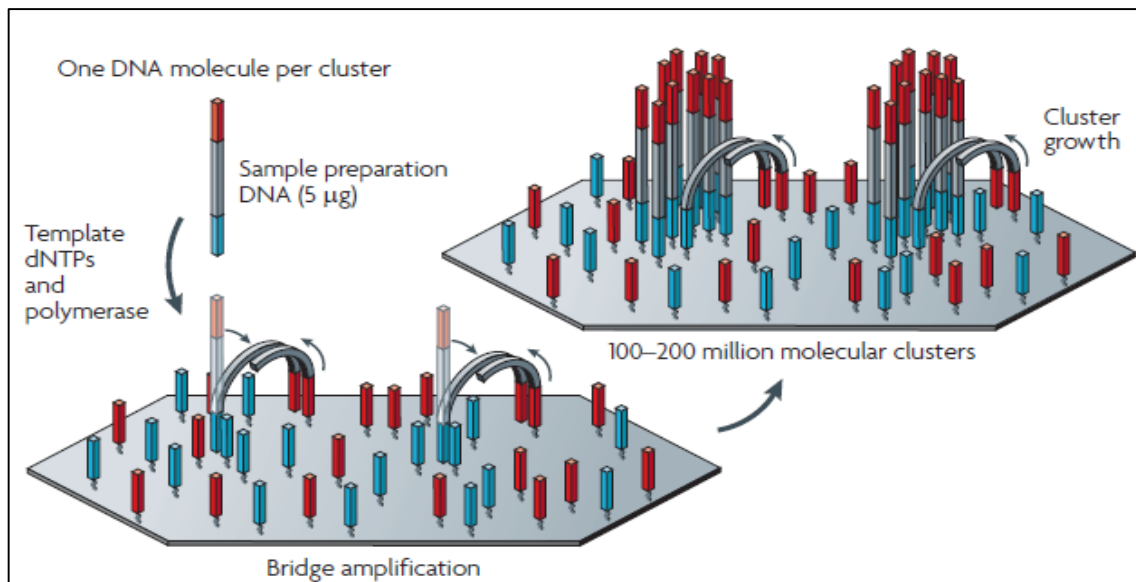 One DNA molecule per cluster
Sample preparation
DNA (5 µg)
Template
dNTPs
and
polymerase
Bridge amplification
Cluster
growth
100–200 million molecular clusters